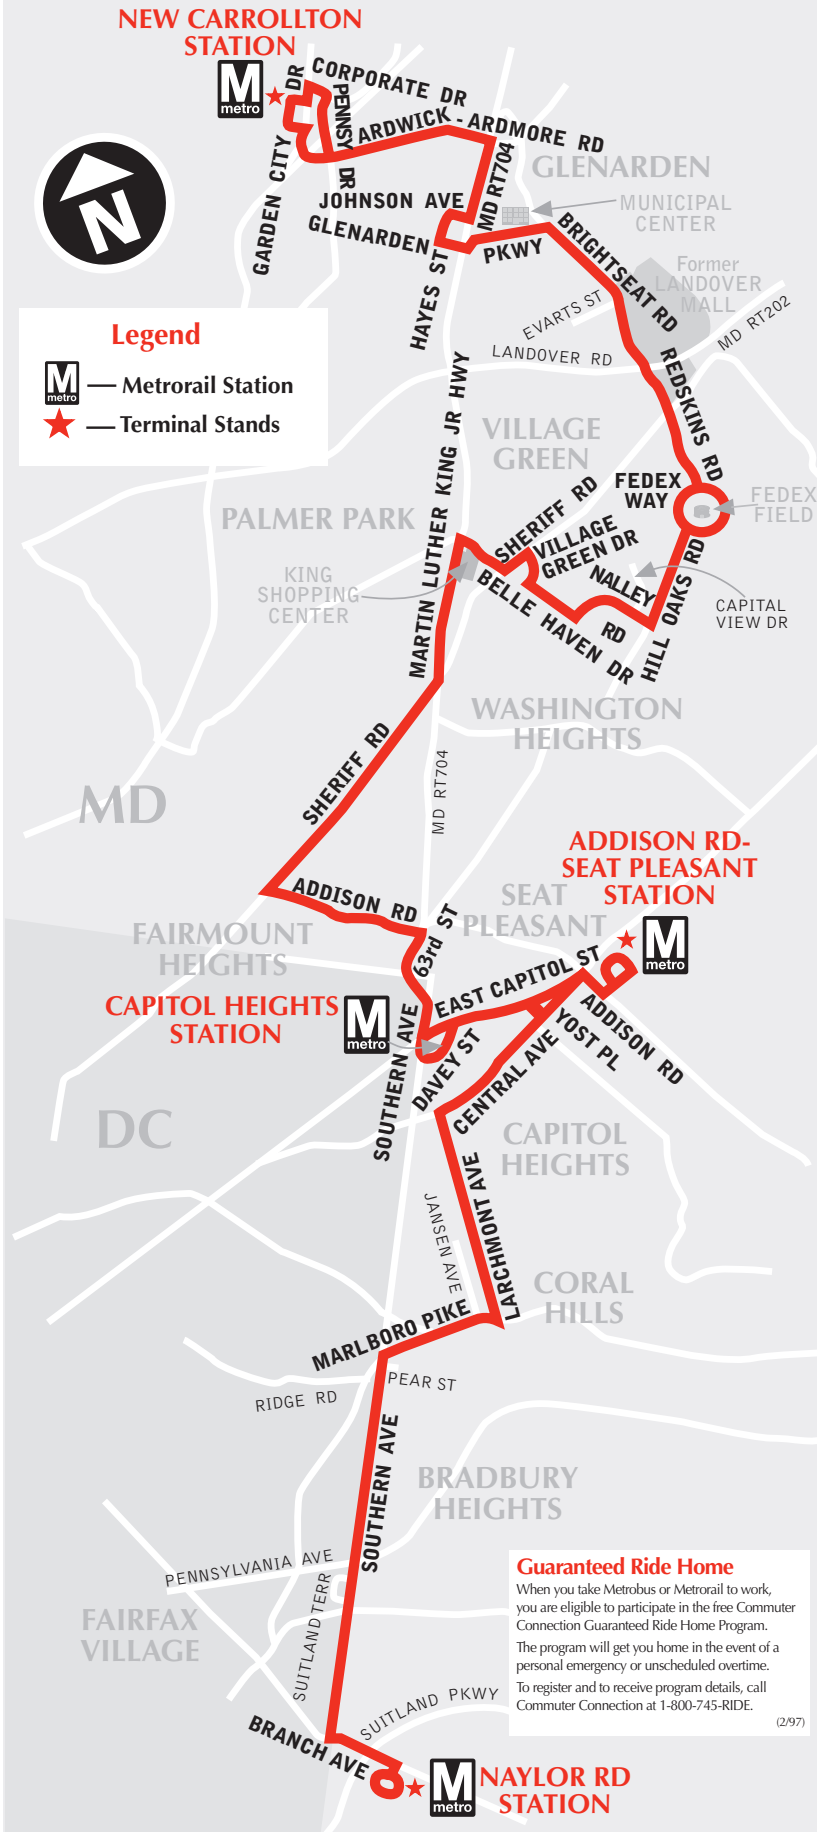 NEW CARROLLTON
STATION
M
metro
DR
CORPORATE DR
PENNSY DR
ARDWICK - ARDMORE RD
GARDEN CITY
MD RT704
GLENARDEN
JOHNSON AVE
MUNICIPAL
CENTER
GLENARDEN
PKWY
BRIGHTSEAT RD
N
HAYES ST
Former
LANDOVER
MALL
EVARTS ST
MD RT202
Legend
M
metro
— Metrorail Station
— Terminal Stands
LANDOVER RD
REDSKINS RD
MARTIN LUTHER KING JR HWY
VILLAGE
GREEN
FEDEX
WAY
FEDEX
FIELD
PALMER PARK
SHERIFF RD
VILLAGE
GREEN DR
KING
SHOPPING
CENTER
NALLEY
RD
BELLE HAVEN DR
HILL OAKS RD
CAPITAL
VIEW DR
WASHINGTON
HEIGHTS
SHERIFF RD
MD RT704
MD
ADDISON RD-
SEAT PLEASANT
STATION
ADDISON RD
SEAT
PLEASANT
63rd ST
FAIRMOUNT
HEIGHTS
M
metro
EAST CAPITOL ST
CAPITOL HEIGHTS
STATION
M
metro
ADDISON RD
YOST PL
SOUTHERN AVE
DAVEY ST
CENTRAL AVE
DC
CAPITOL
HEIGHTS
LARCHMONT AVE
JANSEN AVE
CORAL
HILLS
MARLBORO PIKE
PEAR ST
RIDGE RD
SOUTHERN AVE
BRADBURY
HEIGHTS
PENNSYLVANIA AVE
SUITLAND TERR
FAIRFAX
VILLAGE
Guaranteed Ride Home
When you take Metrobus or Metrorail to work,
you are eligible to participate in the free Commuter
Connection Guaranteed Ride Home Program.
The program will get you home in the event of a
personal emergency or unscheduled overtime.
To register and to receive program details, call
Commuter Connection at 1-800-745-RIDE.
(2/97)
SUITLAND PKWY
BRANCH AVE
M
metro
NAYLOR RD
STATION